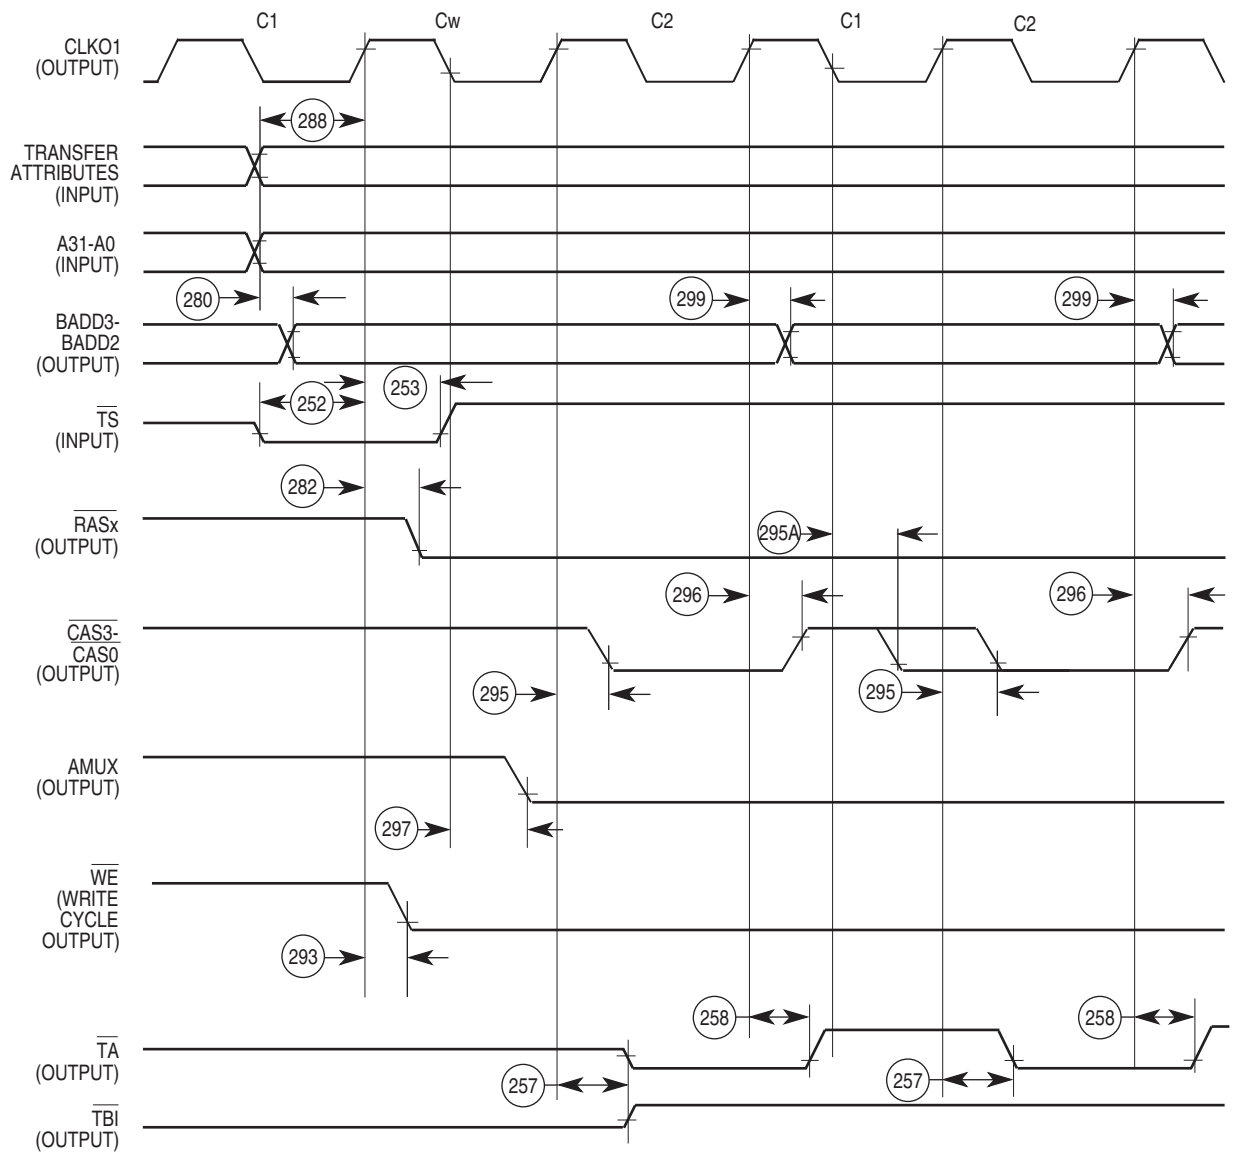 C1 Cw C2 C1 C2
CLKO1
(OUTPUT)
288
TRANSFER
ATTRIBUTES
(INPUT)
A31-A0
(INPUT)
280 299 299
BADD3-
BADD2
(OUTPUT)
252 253
TS
(INPUT)
282
RASx
(OUTPUT)
295A
296 296
CAS3-
CAS0
(OUTPUT)
295 295
AMUX
(OUTPUT)
297
WE
(WRITE
CYCLE
OUTPUT)
293
258 258
TA
(OUTPUT)
257 257
TBI
(OUTPUT)